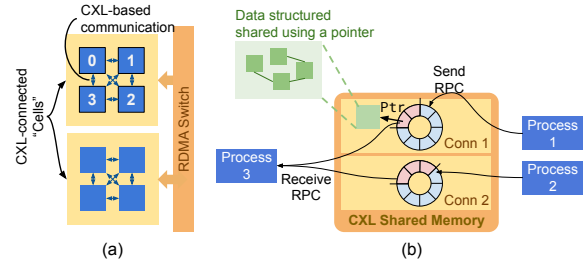 CXL-based
communication
0
1
3
2
CXL-connected
"Cells"
RDMA Switch
(a)
Data structured
shared using a pointer
Send
RPC
Ptr
Conn 1
Process
1
Process
3
Receive
RPC
Conn 2
Process
2
CXL Shared Memory
(b)